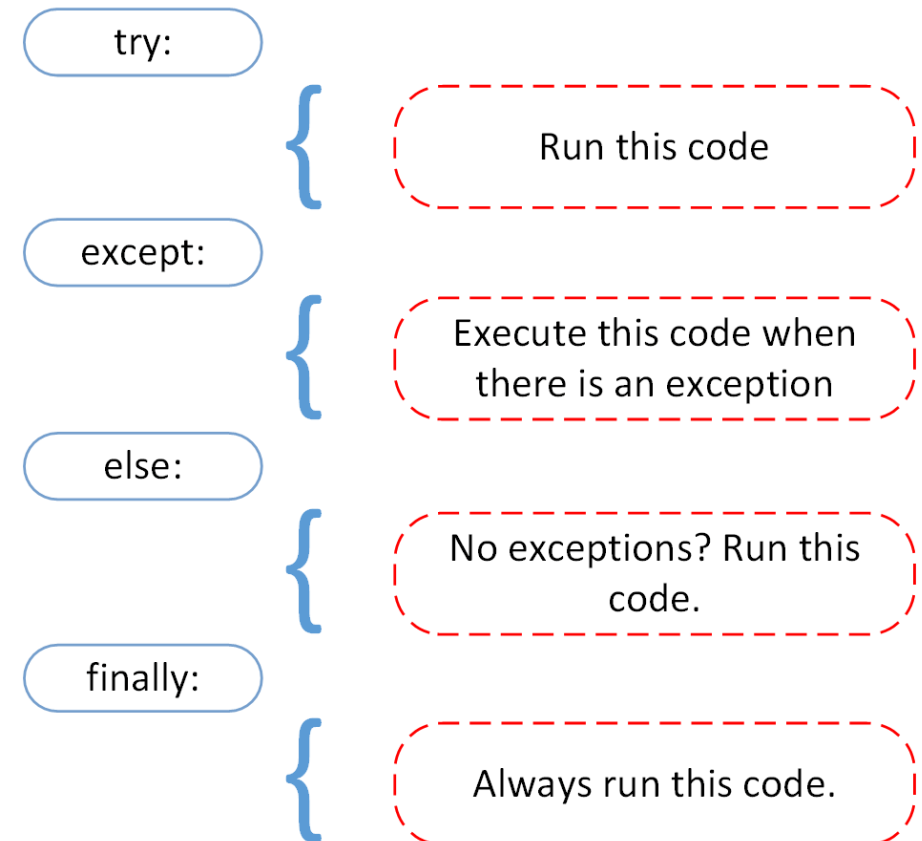 try:
Run this code
except:
Execute this code when
there is an exception
else:
No exceptions? Run this
code.
finally:
Always run this code.